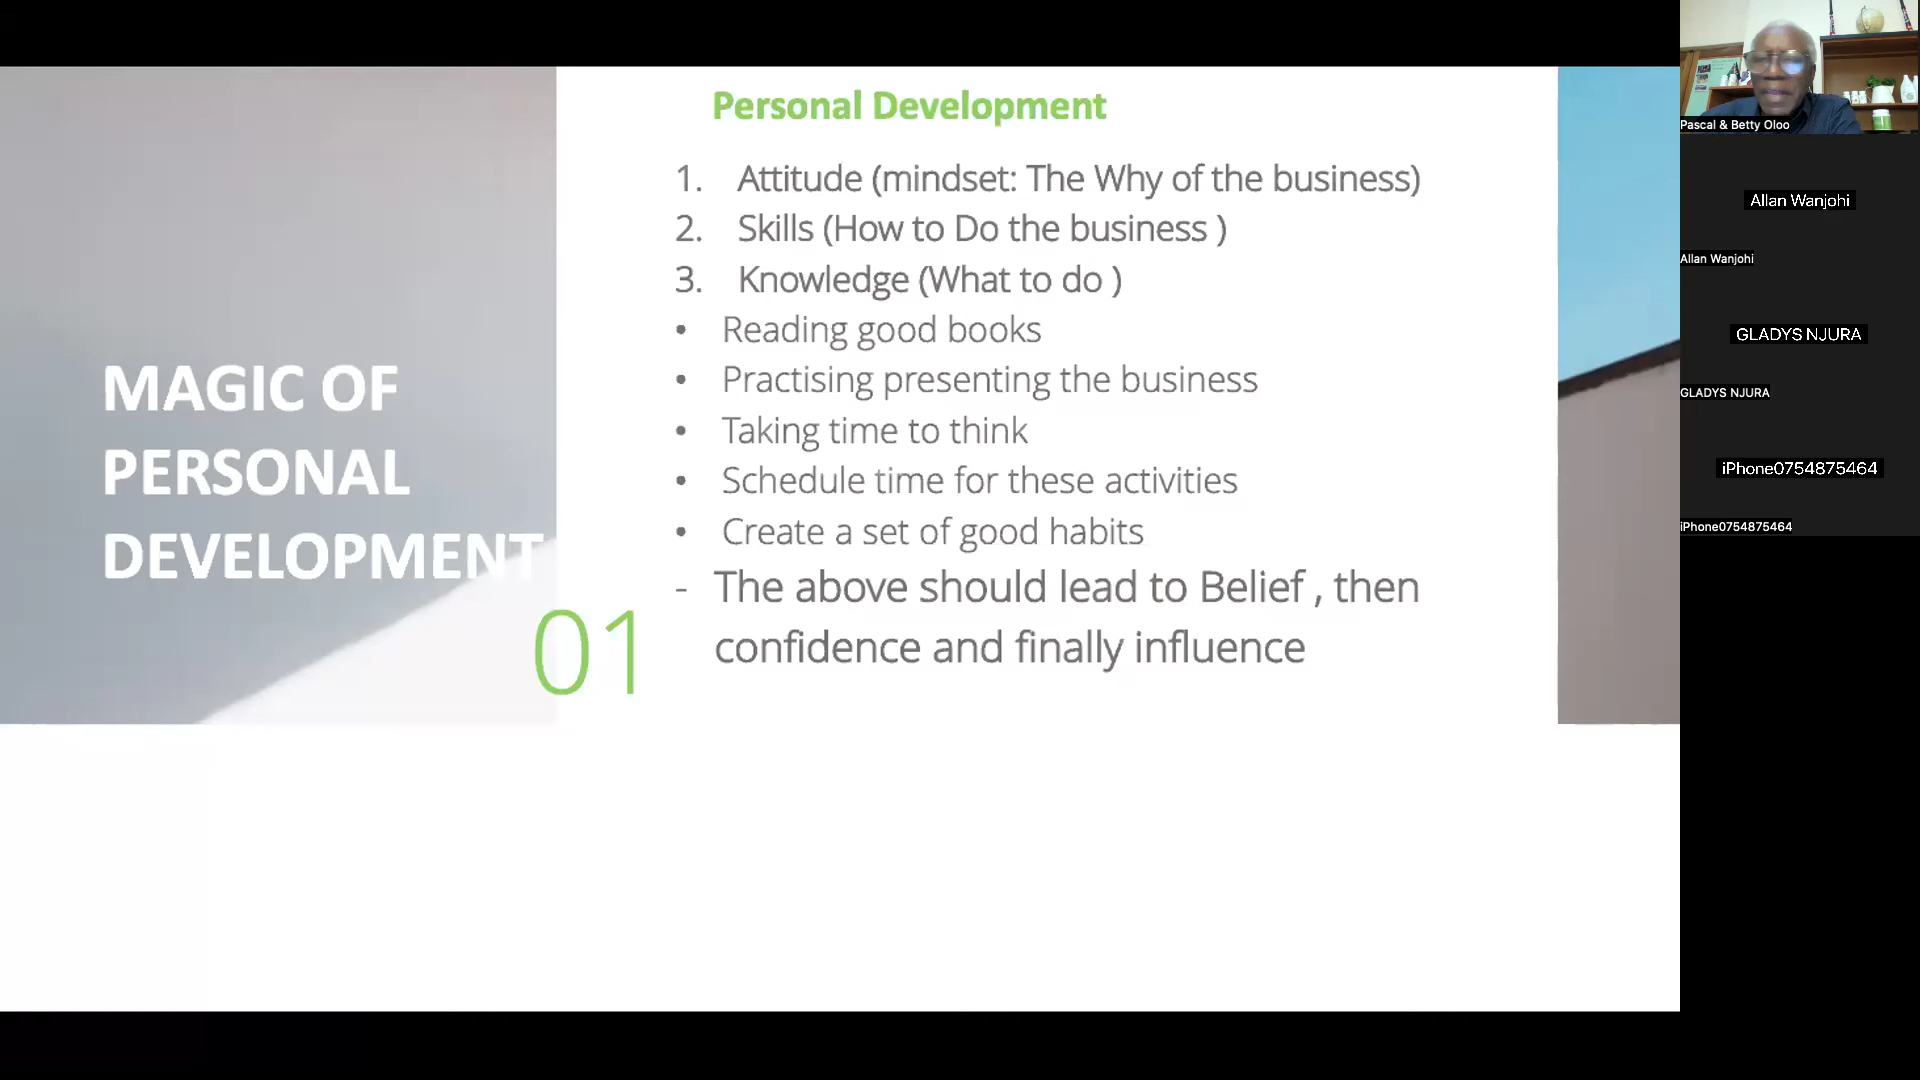 MAGIC OF
PERSONAL
DEVELOPMENT
01
Personal Development
1. Attitude (mindset: The Why of the business)
2. Skills (How to Do the business )
3. Knowledge (What to do )
• Reading good books
• Practising presenting the business
• Taking time to think
• Schedule time for these activities
• Create a set of good habits
- The above should lead to Belief , then
confidence and finally influence
Pascal & Betty Oloo
Allan Wanjohi
Allan Wanjohi
GLADYS NJURA
GLADYS NJURA
iPhone0754875464
iPhone0754875464